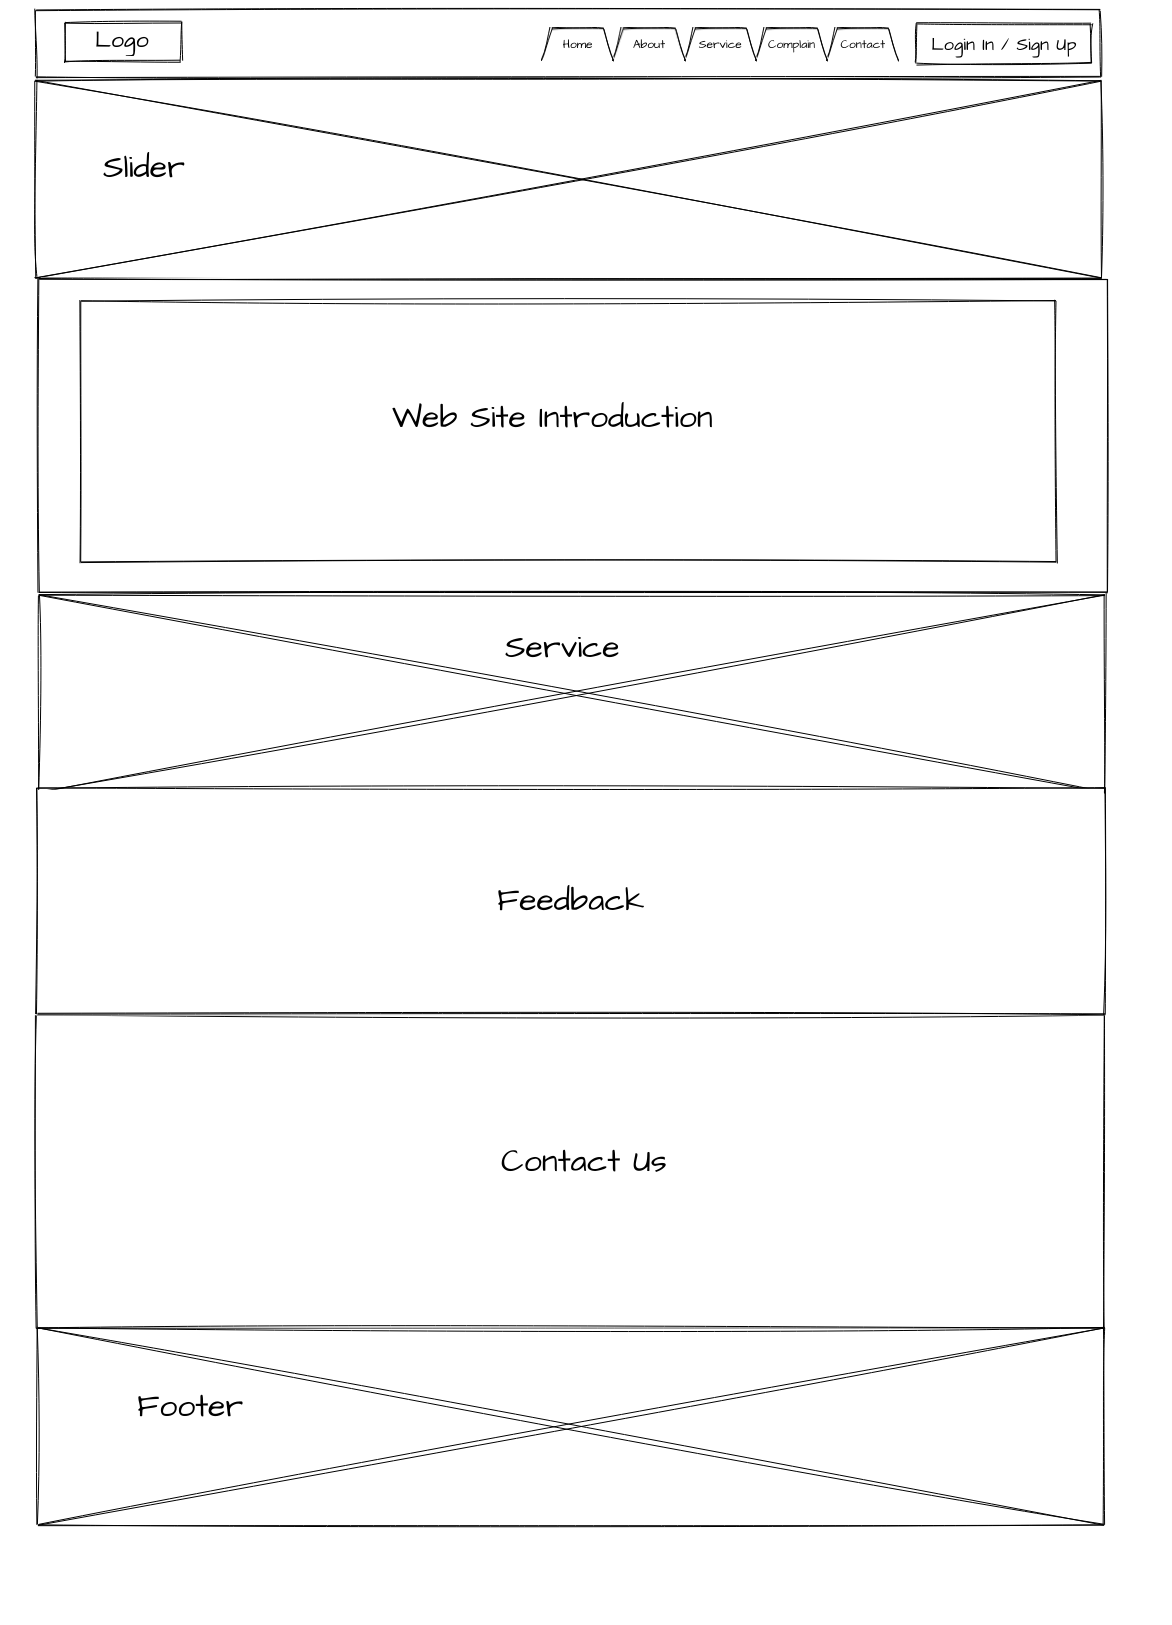 Logo
Home
About
Service
Complain
Contact
Login In / Sign Up
Slider
Web Site Introduction
Service
Feedback
Contact Us
Footer